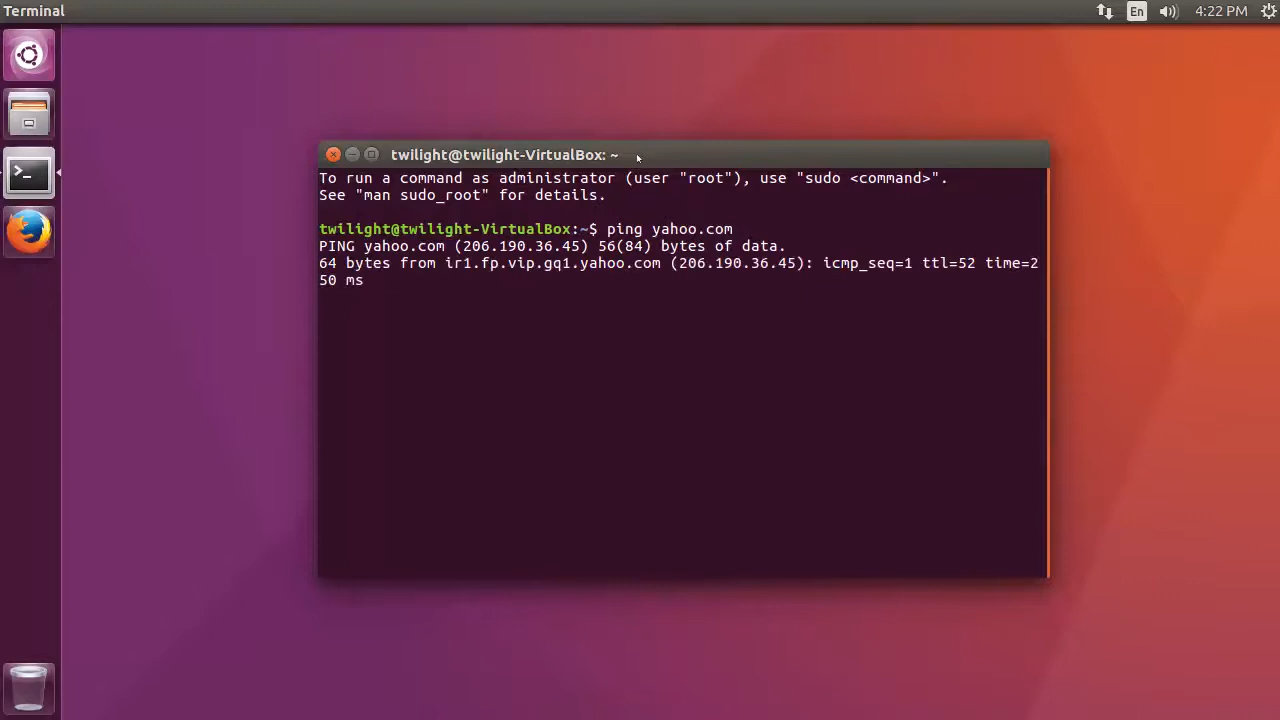 Terminal
En
4:22 PM
twilight@twilight-VirtualBox: ~
To run a command as administrator (user "root"), use "sudo <command>".
See "man sudo_root" for details.
twilight@twilight-VirtualBox:~$ ping yahoo.com
PING yahoo.com (206.190.36.45) 56(84) bytes of data.
64 bytes from ir1.fp.vip.gq1.yahoo.com (206.190.36.45): icmp_seq=1 ttl=52 time=2
50 ms